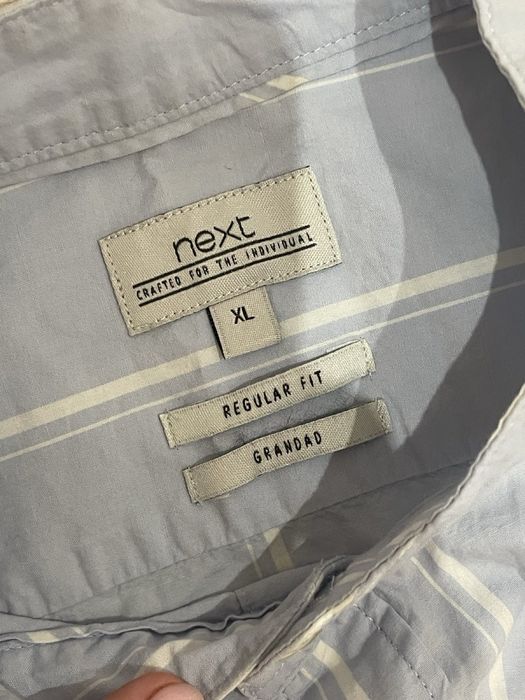 next
CRAFTED FOR THE INDIVIDUAL
XL
REGULAR FIT
GRANDAD